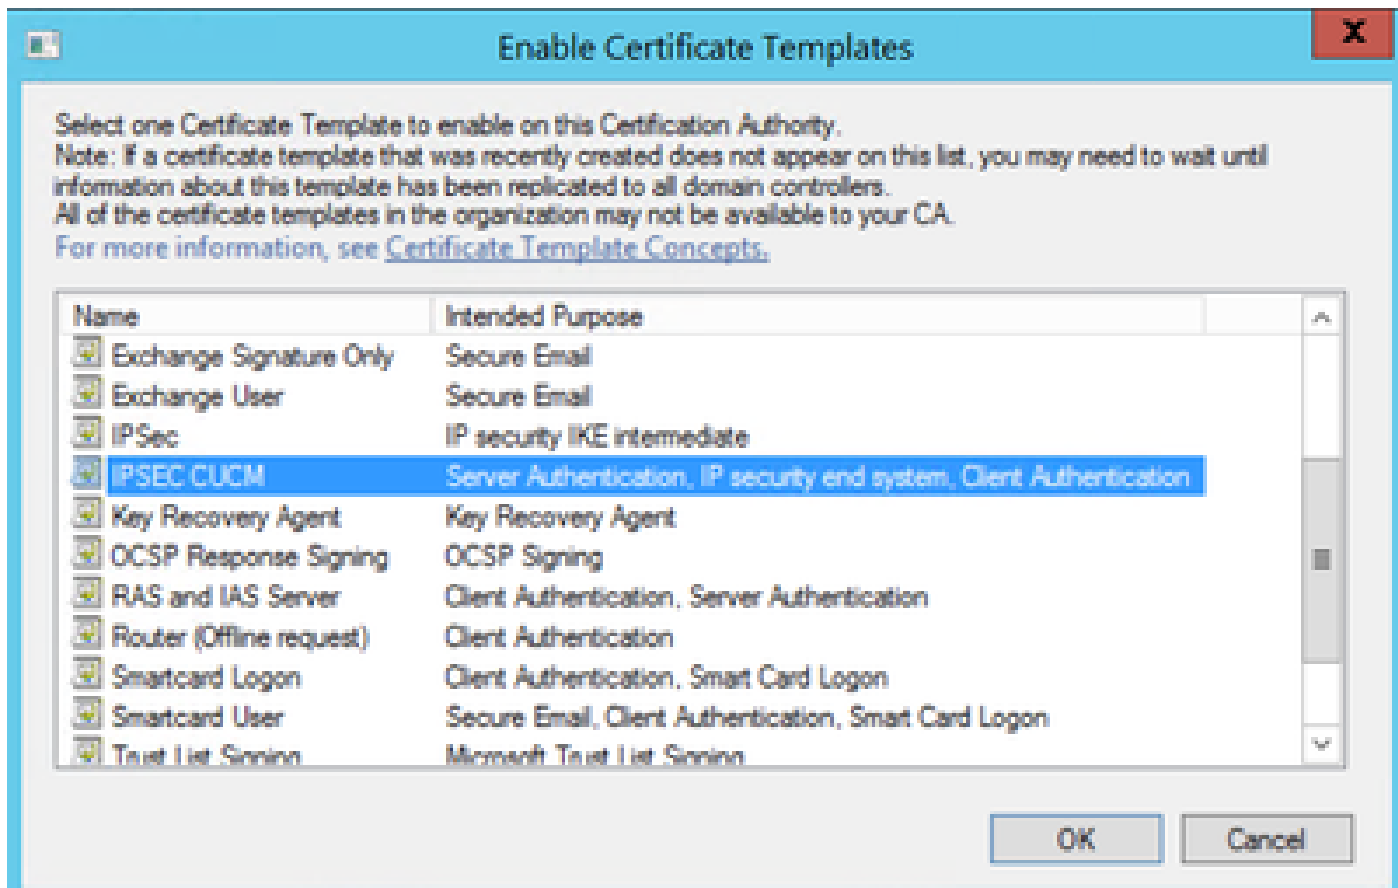 Enable Certificate Templates
x
Select one Certificate Template to enable on this Certification Authority.
Note: If a certificate template that was recently created does not appear on this list, you may need to wait until
information about this template has been replicated to all domain controllers.
All of the certificate templates in the organization may not be available to your CA.
For more information, see Certificate Template Concepts.
Name Intended Purpose
Exchange Signature Only Secure Email
Exchange User Secure Email
IPSec IP security IKE intermediate
IPSEC CUCM Server Authentication, IP security end system, Client Authentication
Key Recovery Agent Key Recovery Agent
OCSP Response Signing OCSP Signing
RAS and IAS Server Client Authentication, Server Authentication
Router (Offline request) Client Authentication
Smartcard Logon Client Authentication, Smart Card Logon
Smartcard User Secure Email, Client Authentication, Smart Card Logon
Trust List Signing Microsoft Trust List Signing
OK Cancel